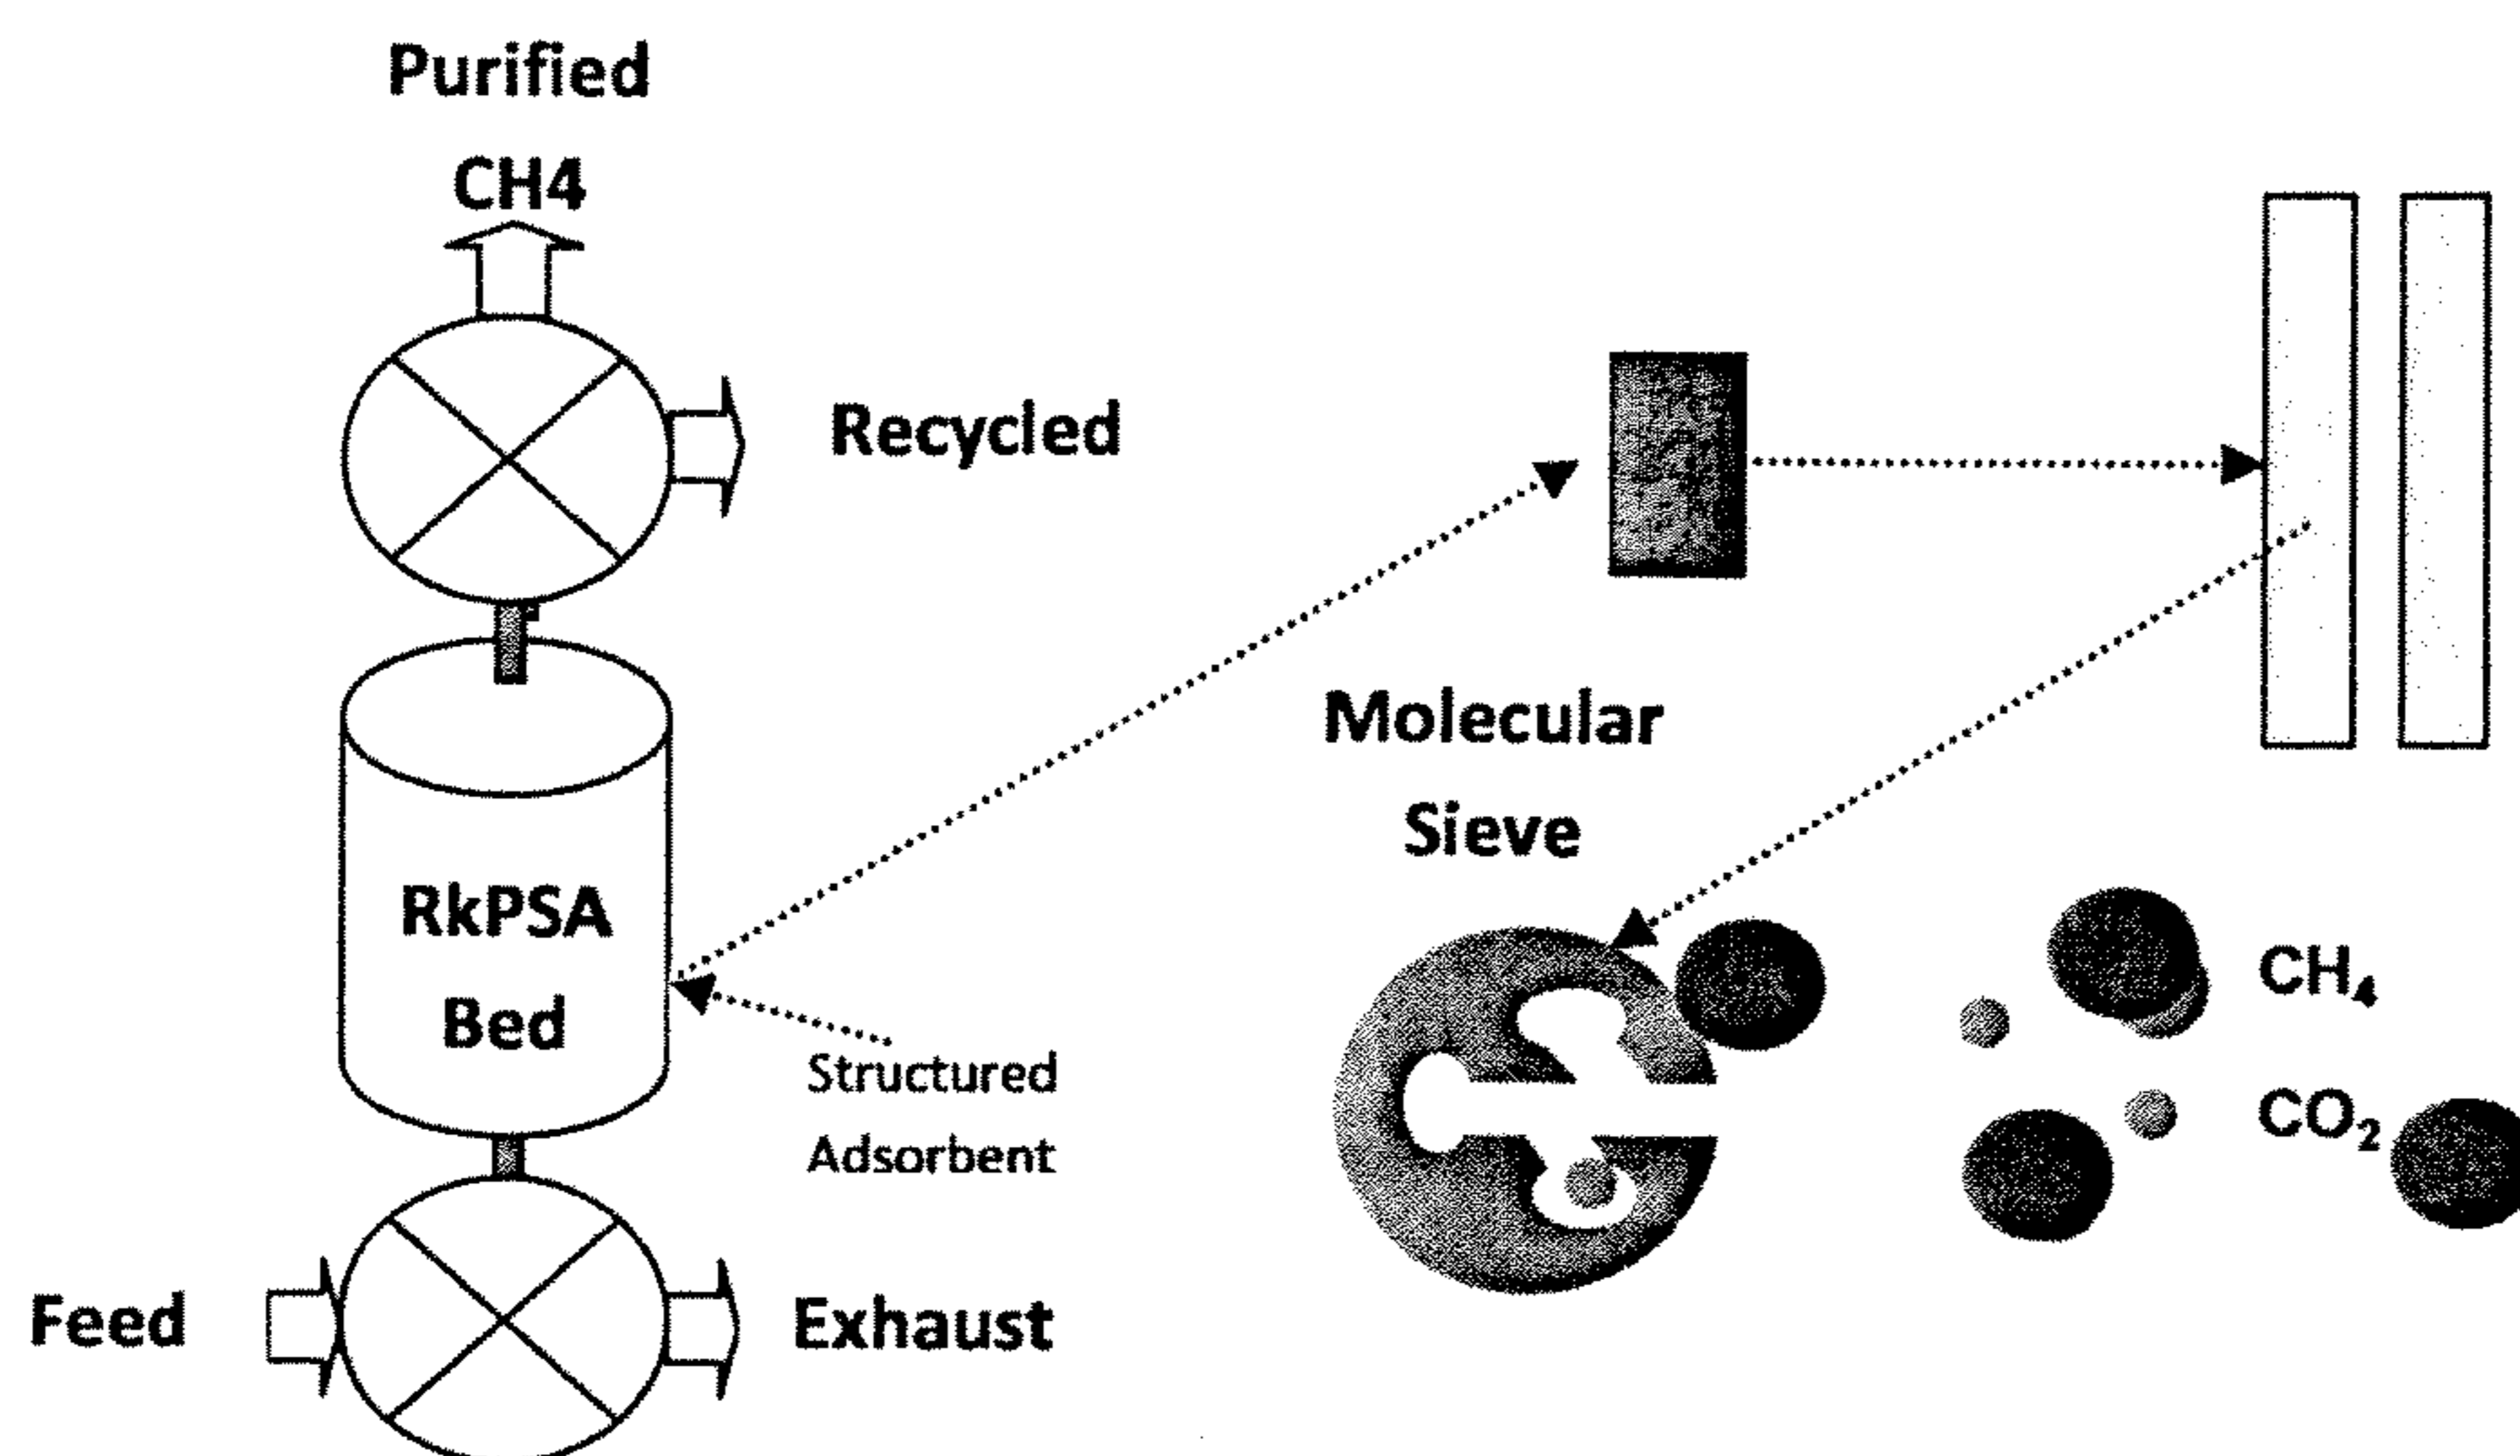 Purified
CH4
Recycled
RkPSA
Bed
Structured
Adsorbent
Feed
Exhaust
Molecular
Sieve
CH₄
CO₂